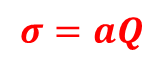 σ = aQ